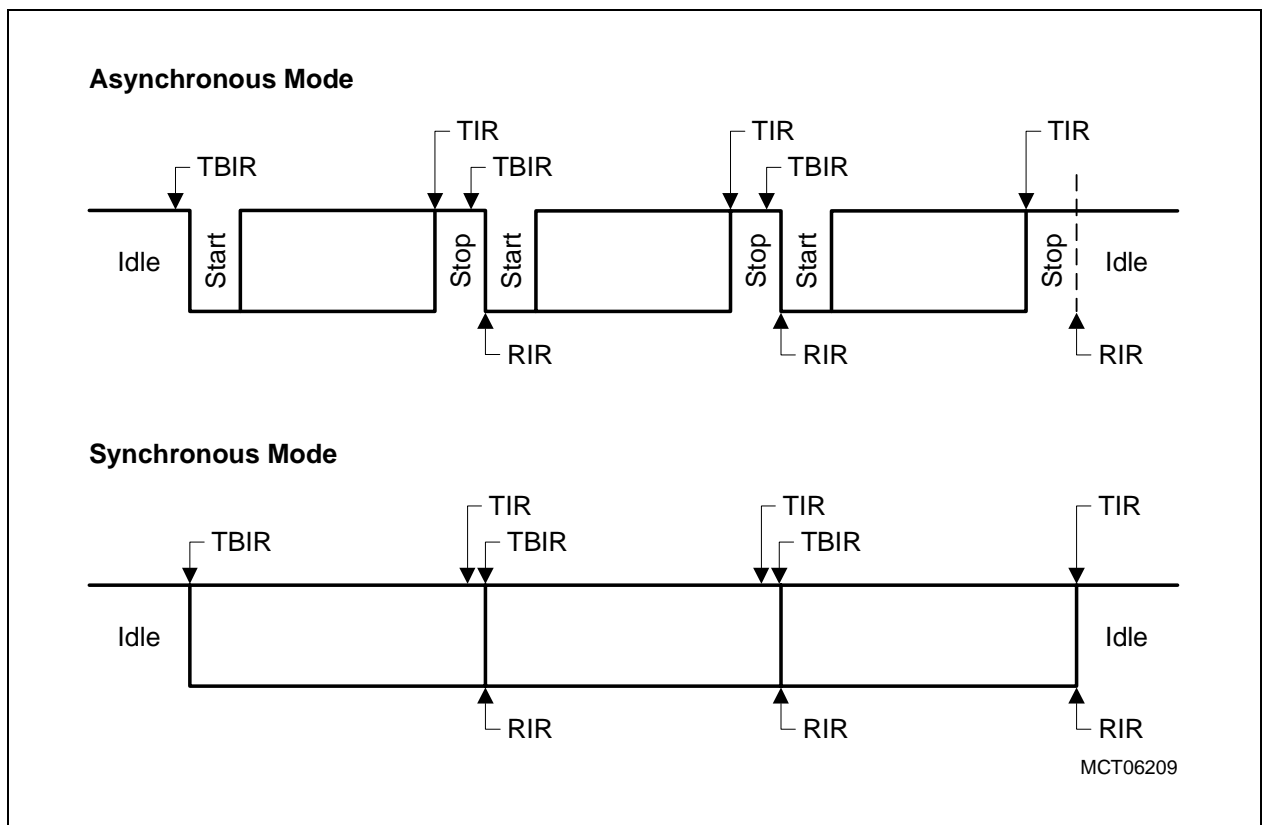 Asynchronous Mode
TIR TIR TIR
TBIR TBIR TBIR
Idle Start Stop Start Stop Start Stop Idle
RIR RIR RIR
Synchronous Mode
TIR TIR TIR
TBIR TBIR TBIR
Idle Idle
RIR RIR RIR
MCT06209